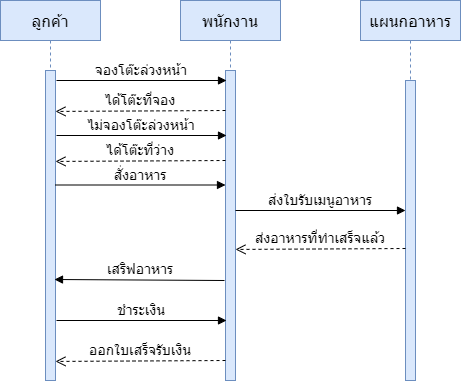 ลูกค้า
พนักงาน
แผนกอาหาร
จองโต๊ะล่วงหน้า
ได้โต๊ะที่จอง
ไม่จองโต๊ะล่วงหน้า
ได้โต๊ะที่ว่าง
สั่งอาหาร
ส่งใบรับเมนูอาหาร
ส่งอาหารที่ทำเสร็จแล้ว
เสริฟอาหาร
ชำระเงิน
ออกใบเสร็จรับเงิน